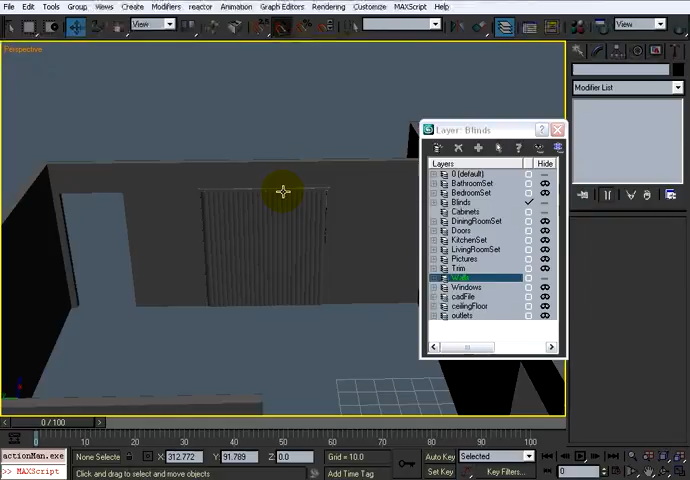 File Edit Tools Group Views Create Modifiers reactor Animation Graph Editors Rendering Customize MAXScript Help
View
View
Perspective
Modifier List
Layer: Blinds
Layers Hide
0 (default)
BathroomSet
BedroomSet
Blinds
Cabinets
DiningRoomSet
Doors
KitchenSet
LivingRoomSet
Pictures
Trim
Walls
Windows
cadFile
ceilingFloor
outlets
0 / 100
0 10 20 30 40 50 60 70 80 90 100
actionMan.exe None Selecte X: 312.772 Y: 91.789 Z: 0.0 Grid = 10.0 Auto Key Selected
>> MAXScript Click and drag to select and move objects Add Time Tag Set Key Key Filters... 0